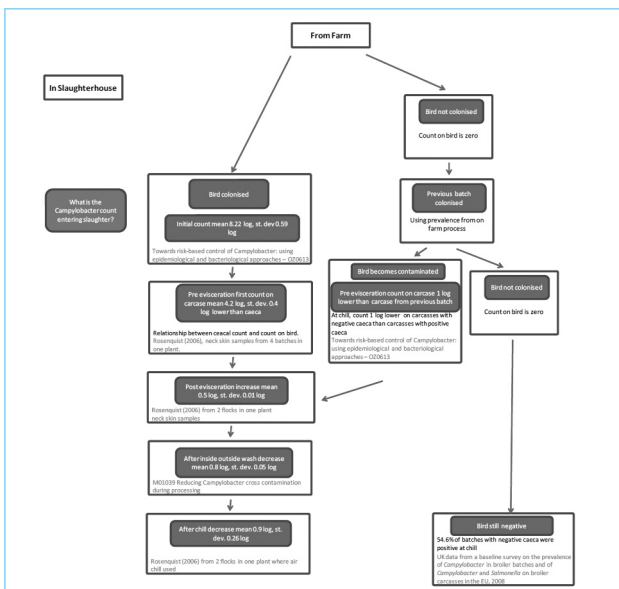 From Farm
In Slaughterhouse
Bird not colonised
Count on bird is zero
What is the
Campylobacter count
entering slaughter?
Bird colonised
Initial count mean 8.22 log, st. dev 0.59
log
Towards risk-based control of Campylobacter: using
epidemiological and bacteriological approaches – OZ0613
Previous batch
colonised
Using prevalence from on
farm process
Bird becomes contaminated
Pre evisceration count on carcase 1 log
lower than carcase from previous batch
At chill, count 1 log lower on carcasses with
negative caeca than carcasses with positive
caeca
Towards risk-based control of Campylobacter:
using epidemiological and bacteriological
approaches – OZ0613
Bird not colonised
Count on bird is zero
Pre evisceration first count on
carcase mean 4.2 log, st. dev. 0.4
log lower than caeca
Relationship between ceacal count and count on bird.
Rosenquist (2006), neck skin samples from 4 batches in
one plant.
Post evisceration increase mean
0.5 log, st. dev. 0.01 log
Rosenquist (2006) from 2 flocks in one plant
neck skin samples
After inside outside wash decrease
mean 0.8 log, st. dev. 0.05 log
M01039 Reducing Campylobacter cross contamination
during processing
After chill decrease mean 0.9 log, st.
dev. 0.26 log
Rosenquist (2006) from 2 flocks in one plant where air
chill used
Bird still negative
54.6% of batches with negative caeca were
positive at chill
UK data from a baseline survey on the prevalence
of Campylobacter in broiler batches and of
of Campylobacter and Salmonella on broiler
carcasses in the EU, 2008